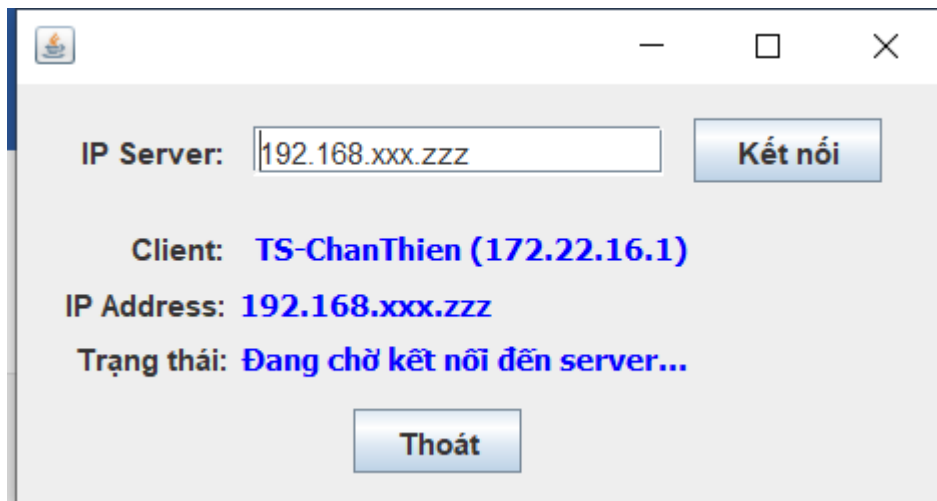 IP Server: 192.168.xxx.zzz Kết nối
Client: TS-ChanThien (172.22.16.1)
IP Address: 192.168.xxx.zzz
Trạng thái: Đang chờ kết nối đến server...
Thoát